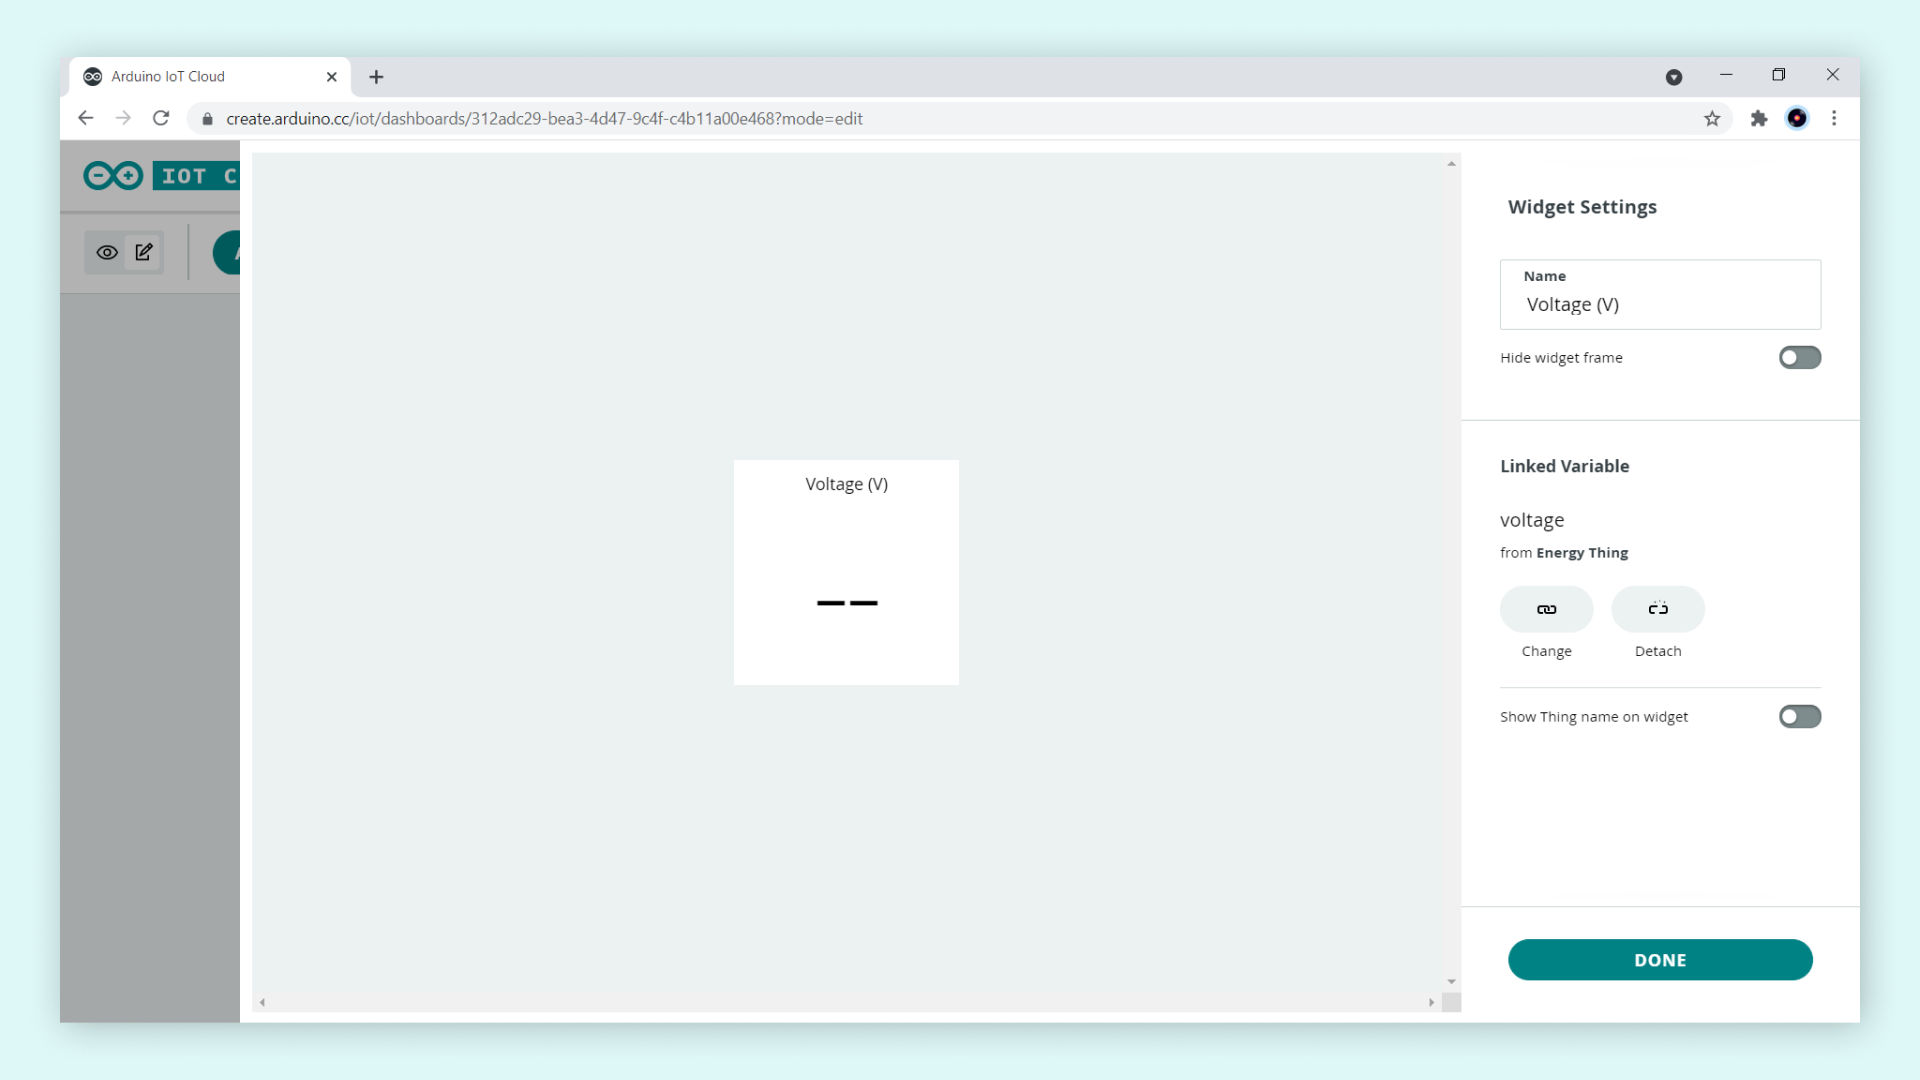 Arduino IoT Cloud
create.arduino.cc/iot/dashboards/312adc29-bea3-4d47-9c4f-c4b11a00e468?mode=edit
IOT C
A
Voltage (V)
--
Widget Settings
Name
Voltage (V)
Hide widget frame
Linked Variable
voltage
from Energy Thing
Change
Detach
Show Thing name on widget
DONE